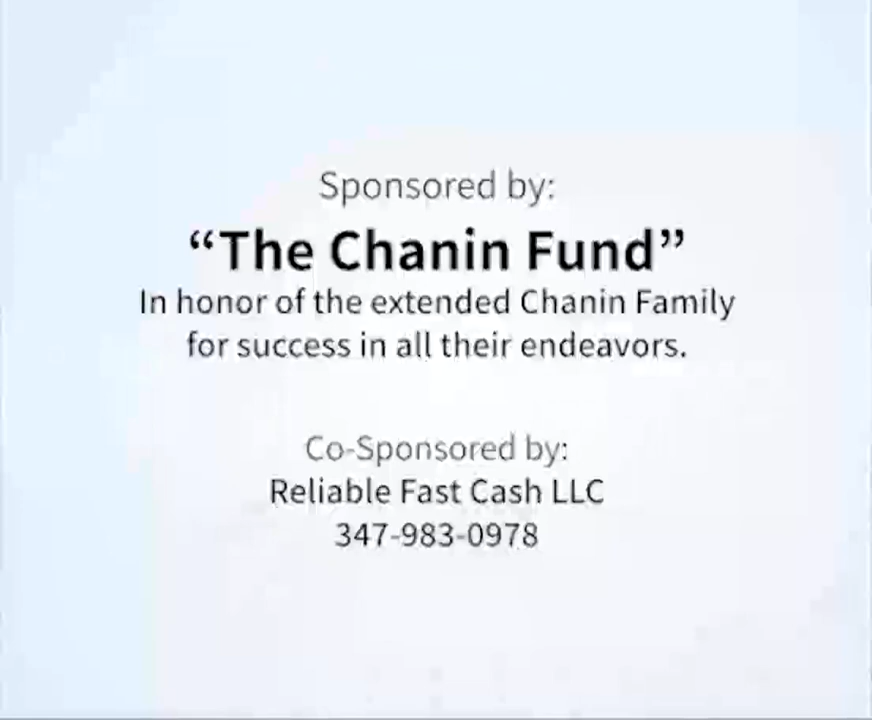 Sponsored by:
“The Chanin Fund”
In honor of the extended Chanin Family
for success in all their endeavors.
Co-Sponsored by:
Reliable Fast Cash LLC
347-983-0978